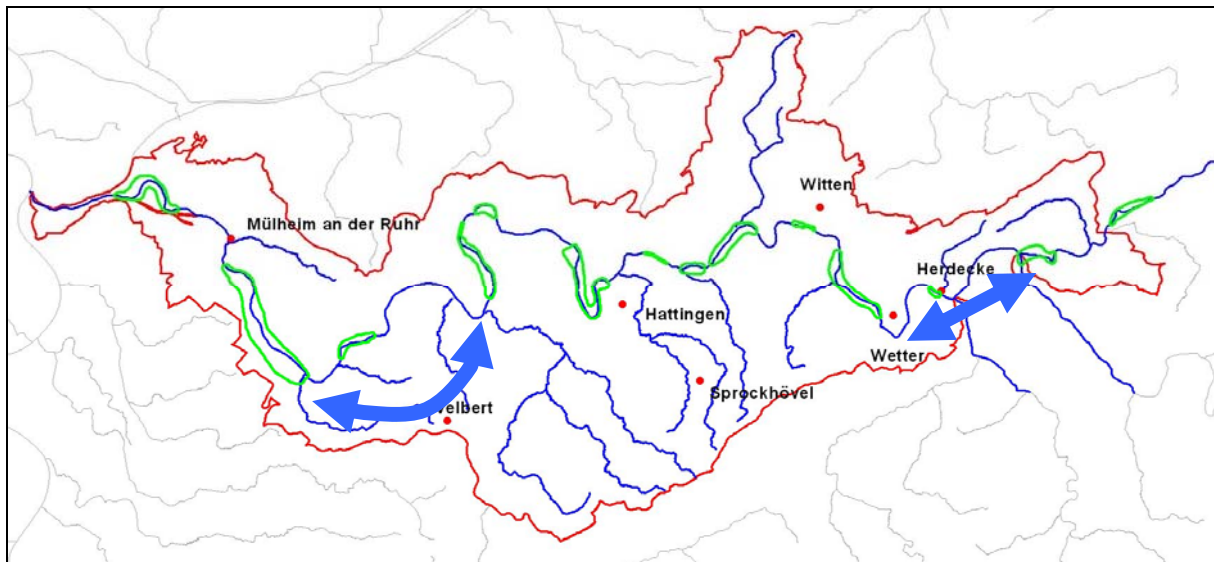 Witten
Mülheim an der Ruhr
Herdecke
Hattingen
Wetter
Sprockhövel
Velbert